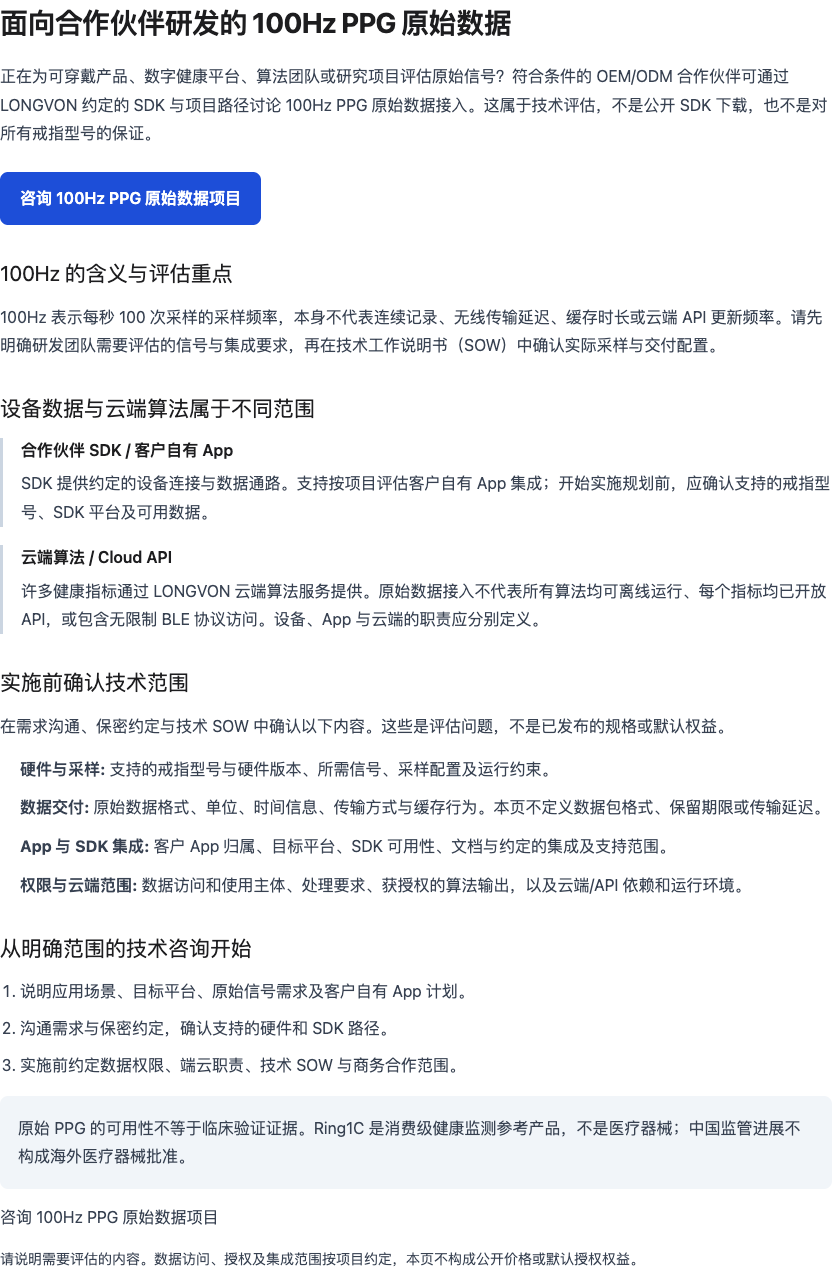 面向合作伙伴研发的 100Hz PPG 原始数据
正在为可穿戴产品、数字健康平台、算法团队或研究项目评估原始信号？符合条件的 OEM/ODM 合作伙伴可通过
LONGVON 约定的 SDK 与项目路径讨论 100Hz PPG 原始数据接入。这属于技术评估，不是公开 SDK 下载，也不是对
所有戒指型号的保证。
咨询 100Hz PPG 原始数据项目
100Hz 的含义与评估重点
100Hz 表示每秒 100 次采样的采样频率，本身不代表连续记录、无线传输延迟、缓存时长或云端 API 更新频率。请先
明确研发团队需要评估的信号与集成要求，再在技术工作说明书（SOW）中确认实际采样与交付配置。
设备数据与云端算法属于不同范围
合作伙伴 SDK / 客户自有 App
SDK 提供约定的设备连接与数据通路。支持按项目评估客户自有 App 集成；开始实施规划前，应确认支持的戒指型
号、SDK 平台及可用数据。
云端算法 / Cloud API
许多健康指标通过 LONGVON 云端算法服务提供。原始数据接入不代表所有算法均可离线运行、每个指标均已开放
API，或包含无限制 BLE 协议访问。设备、App 与云端的职责应分别定义。
实施前确认技术范围
在需求沟通、保密约定与技术 SOW 中确认以下内容。这些是评估问题，不是已发布的规格或默认权益。
硬件与采样: 支持的戒指型号与硬件版本、所需信号、采样配置及运行约束。
数据交付: 原始数据格式、单位、时间信息、传输方式与缓存行为。本页不定义数据包格式、保留期限或传输延迟。
App 与 SDK 集成: 客户 App 归属、目标平台、SDK 可用性、文档与约定的集成及支持范围。
权限与云端范围: 数据访问和使用主体、处理要求、获授权的算法输出，以及云端/API 依赖和运行环境。
从明确范围的技术咨询开始
1. 说明应用场景、目标平台、原始信号需求及客户自有 App 计划。
2. 沟通需求与保密约定，确认支持的硬件和 SDK 路径。
3. 实施前约定数据权限、端云职责、技术 SOW 与商务合作范围。
原始 PPG 的可用性不等于临床验证证据。Ring1C 是消费级健康监测参考产品，不是医疗器械；中国监管进展不
构成海外医疗器械批准。
咨询 100Hz PPG 原始数据项目
请说明需要评估的内容。数据访问、授权及集成范围按项目约定，本页不构成公开价格或默认授权权益。